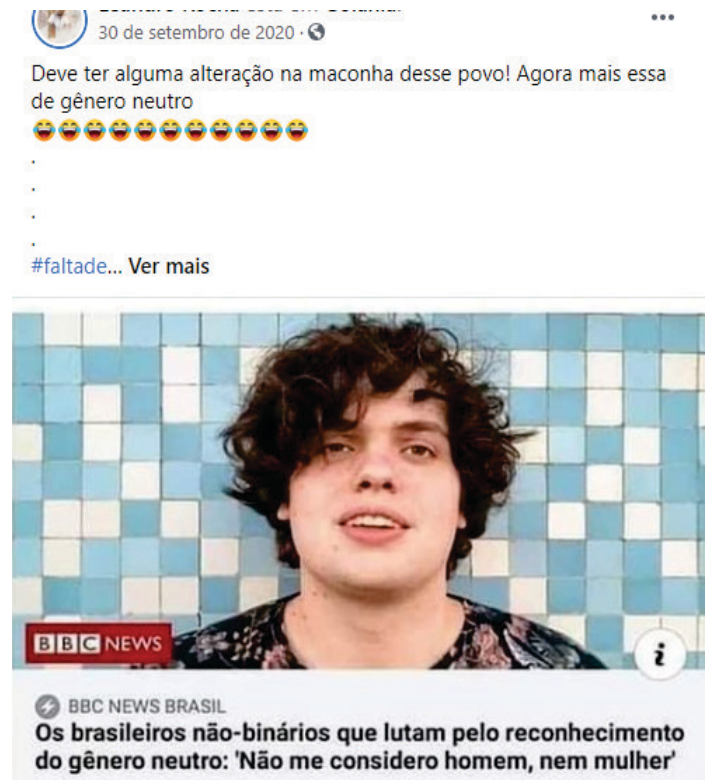 30 de setembro de 2020 ·
Deve ter alguma alteração na maconha desse povo! Agora mais essa
de gênero neutro
.
.
.
.
#faltade... Ver mais
BBC NEWS
BBC NEWS BRASIL
Os brasileiros não-binários que lutam pelo reconhecimento
do gênero neutro: 'Não me considero homem, nem mulher'